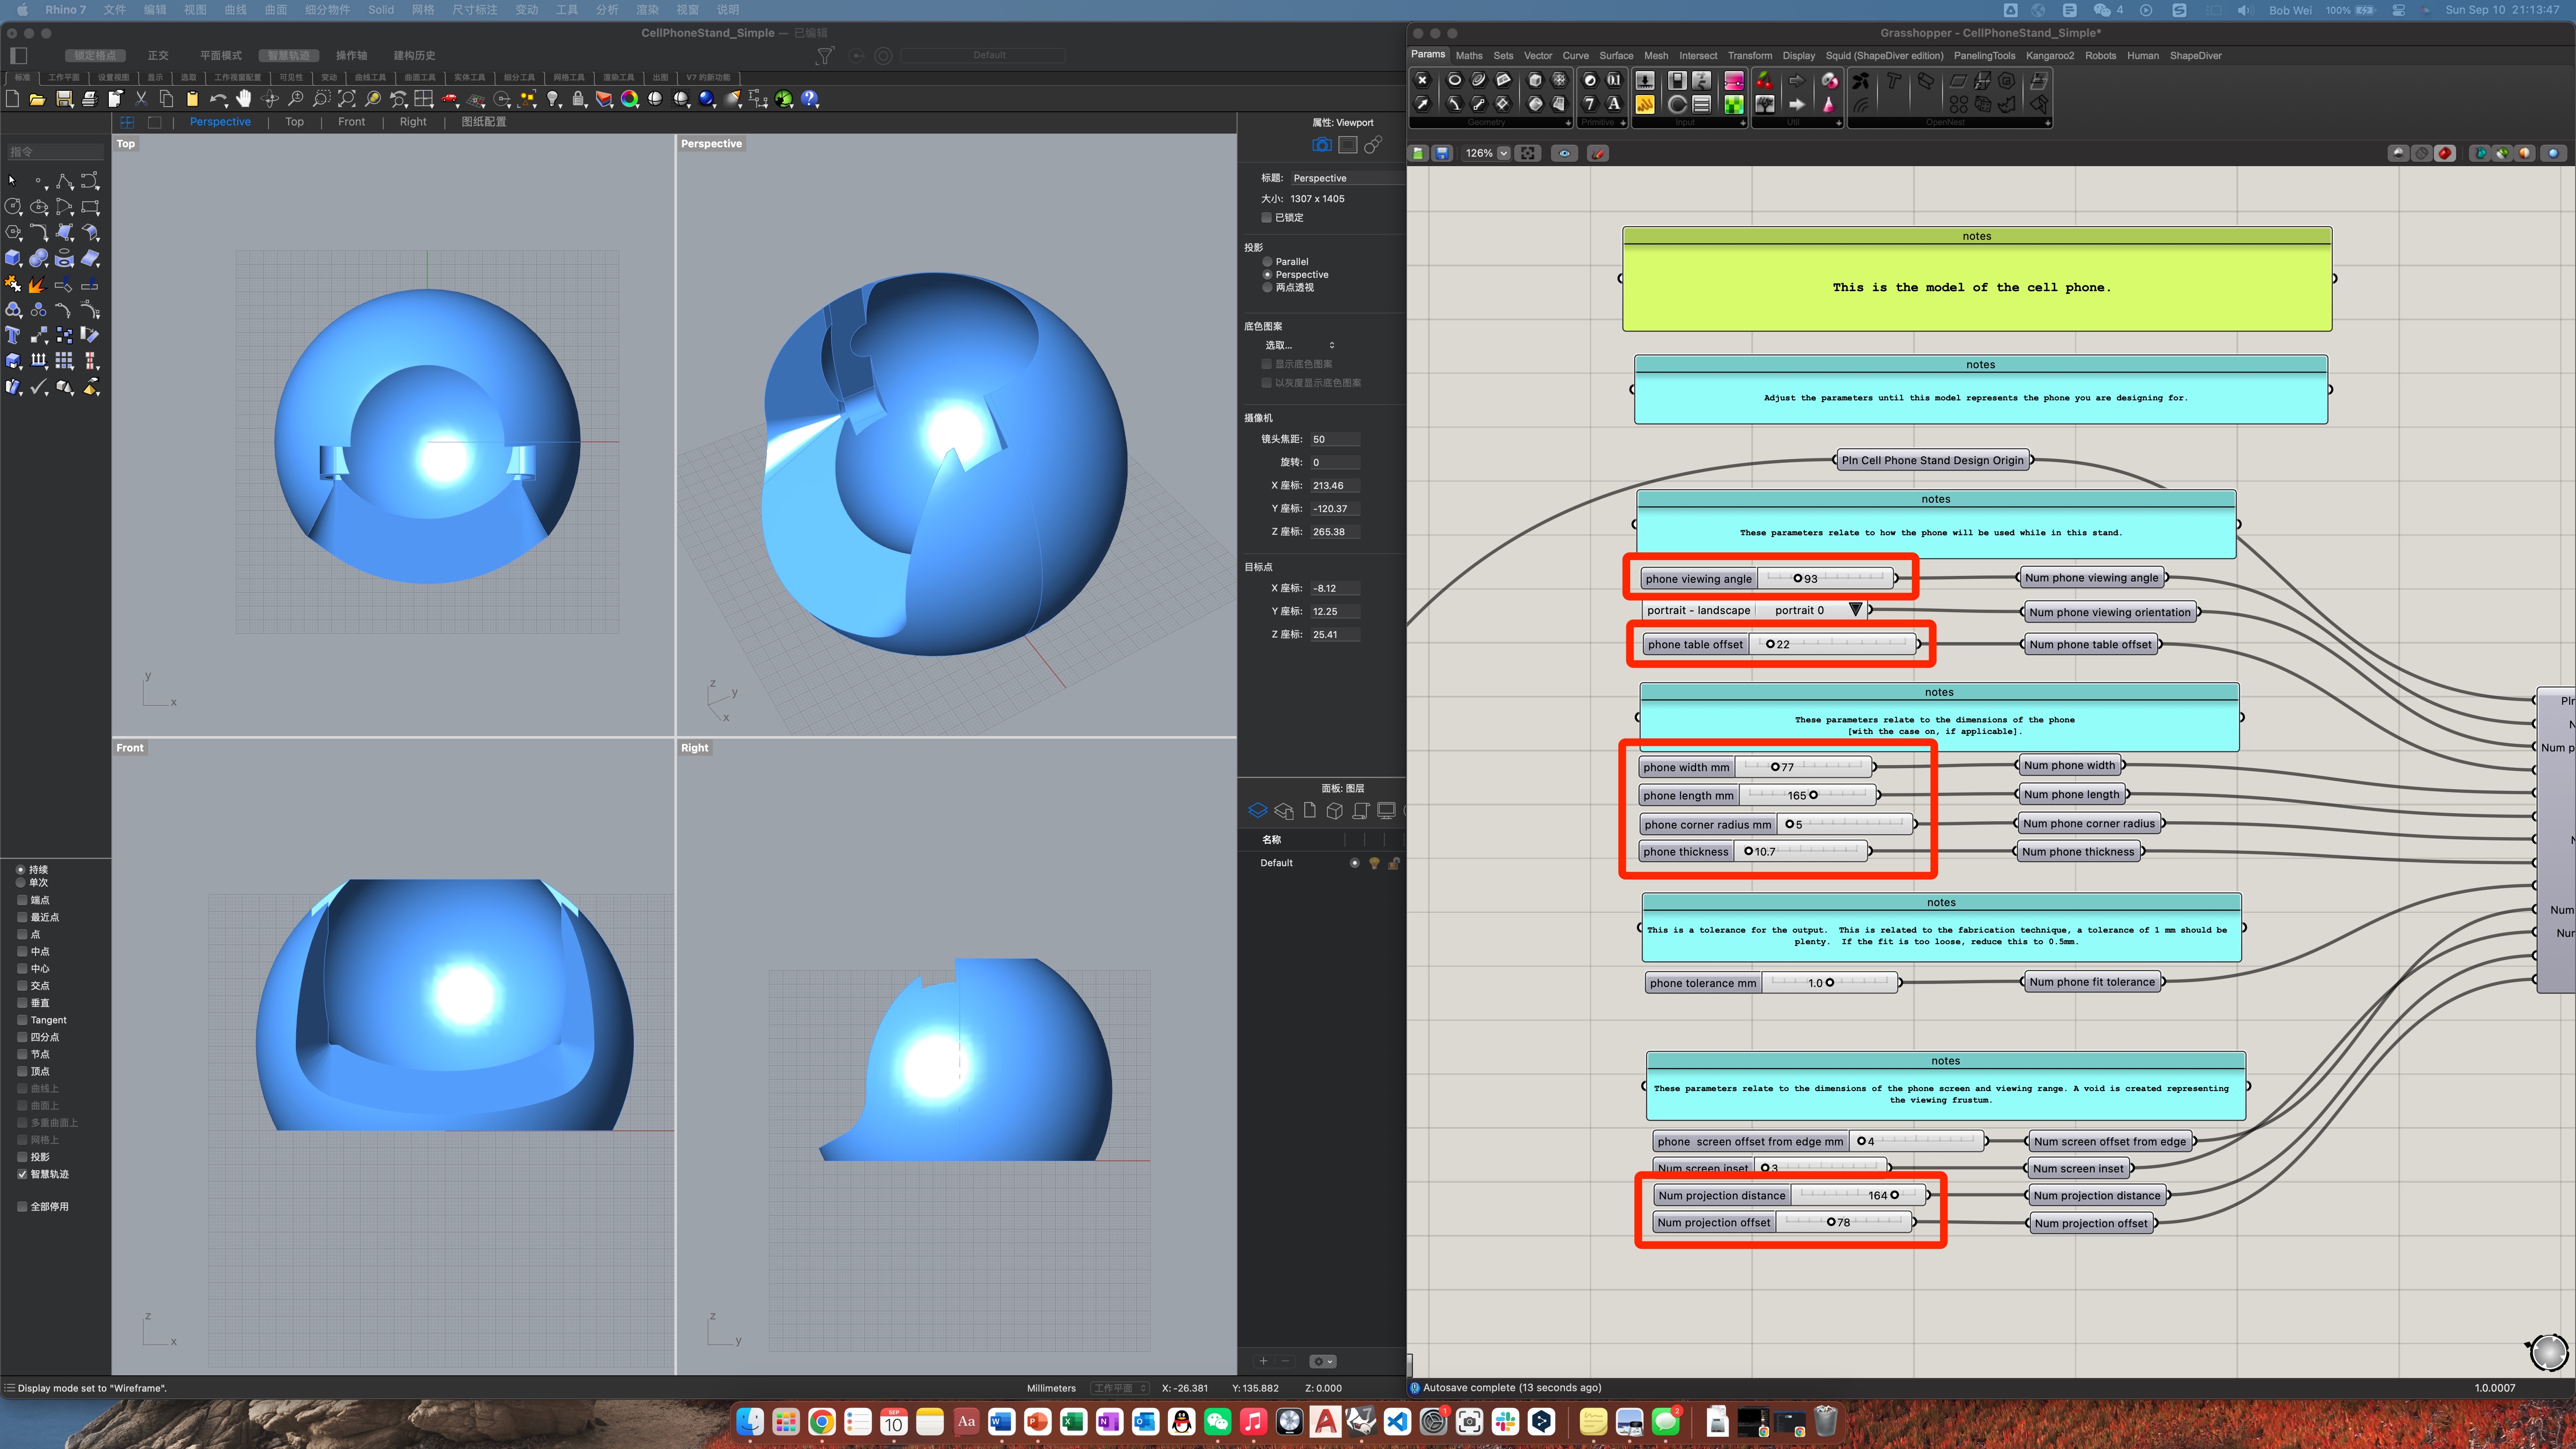 Rhino 7 文件 编辑 视图 曲线 曲面 细分物件 Solid 网格 尺寸标注 变动 工具 分析 渲染 视窗 说明
4 Bob Wei 100% Sun Sep 10 21:13:47
CellPhoneStand_Simple — 已编辑
锁定格点 正交 平面模式 智慧轨迹 操作轴 建构历史 Default
标准 工作平面 设置视图 显示 选取 工作视窗配置 可见性 变动 曲线工具 曲面工具 实体工具 细分工具 网格工具 渲染工具 出图 V7 的新功能
Perspective Top Front Right 图纸配置
指令
Top
Perspective
Front
Right
y
x
z
y
x
z
x
z
y
持续
单次
端点
最近点
点
中点
中心
交点
垂直
Tangent
四分点
节点
顶点
曲线上
曲面上
多重曲面上
网格上
投影
智慧轨迹
全部停用
属性: Viewport
标题: Perspective
大小: 1307 x 1405
已锁定
投影
Parallel
Perspective
两点透视
底色图案
选取...
显示底色图案
以灰度显示底色图案
摄像机
镜头焦距: 50
旋转: 0
X 座标: 213.46
Y 座标: -120.37
Z 座标: 265.38
目标点
X 座标: -8.12
Y 座标: 12.25
Z 座标: 25.41
面板: 图层
名称
Default
Display mode set to "Wireframe".
Millimeters 工作平面 X: -26.381 Y: 135.882 Z: 0.000
Grasshopper - CellPhoneStand_Simple*
Params Maths Sets Vector Curve Surface Mesh Intersect Transform Display Squid (ShapeDiver edition) PanelingTools Kangaroo2 Robots Human ShapeDiver
Geometry Primitive Input Util OpenNest
126%
notes
This is the model of the cell phone.
notes
Adjust the parameters until this model represents the phone you are designing for.
Pln Cell Phone Stand Design Origin
notes
These parameters relate to how the phone will be used while in this stand.
phone viewing angle 93 Num phone viewing angle
portrait - landscape portrait 0 Num phone viewing orientation
phone table offset 22 Num phone table offset
notes
These parameters relate to the dimensions of the phone
[with the case on, if applicable].
phone width mm 77 Num phone width
phone length mm 165 Num phone length
phone corner radius mm 5 Num phone corner radius
phone thickness 10.7 Num phone thickness
notes
This is a tolerance for the output. This is related to the fabrication technique, a tolerance of 1 mm should be
plenty. If the fit is too loose, reduce this to 0.5mm.
phone tolerance mm 1.0 Num phone fit tolerance
notes
These parameters relate to the dimensions of the phone screen and viewing range. A void is created representing
the viewing frustum.
phone screen offset from edge mm 4 Num screen offset from edge
Num screen inset 3 Num screen inset
Num projection distance 164 Num projection distance
Num projection offset 78 Num projection offset
Pln
N
Num p
N
Num
Num
Autosave complete (13 seconds ago)
1.0.0007
SEP
10
Aa
1
2